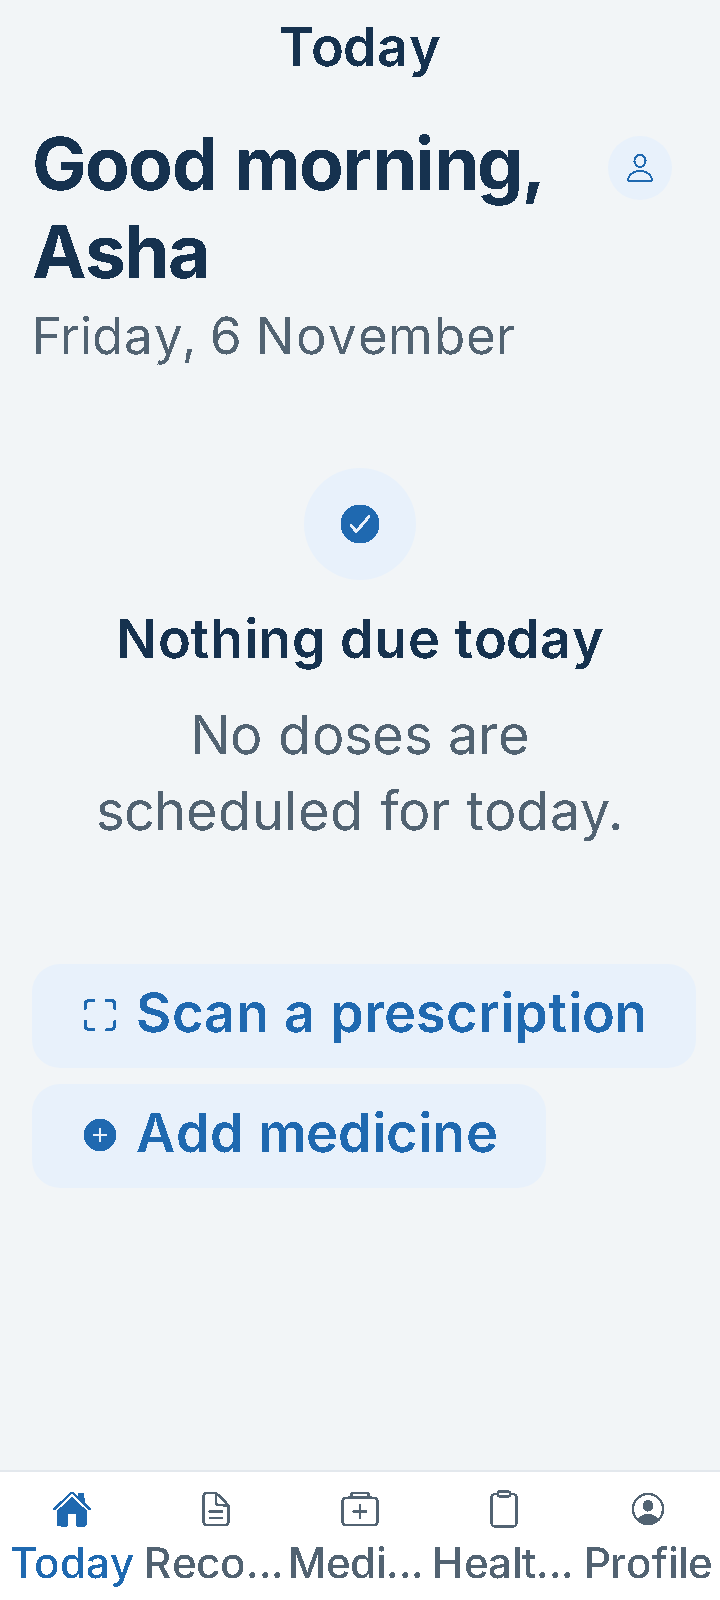 Today
Good morning,
Asha
Friday, 6 November
Nothing due today
No doses are
scheduled for today.
Scan a prescription
Add medicine
Today
Reco...
Medi...
Healt...
Profile